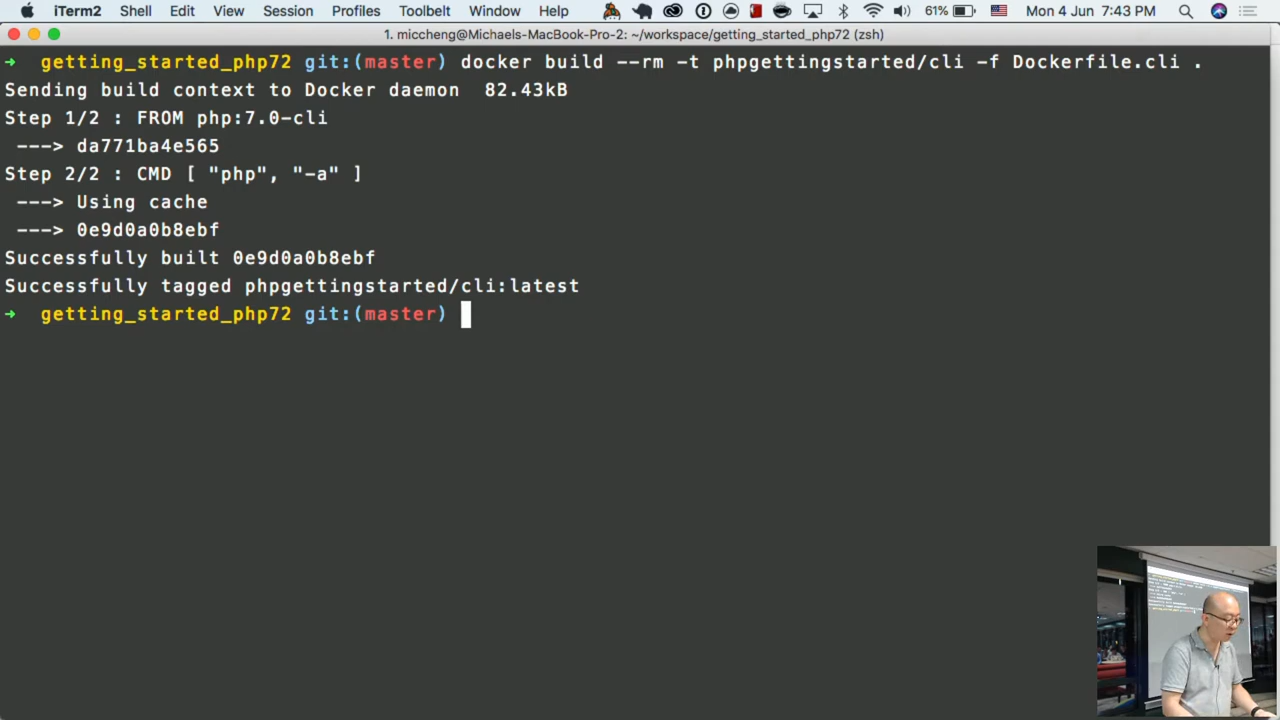 iTerm2 Shell Edit View Session Profiles Toolbelt Window Help 61% Mon 4 Jun 7:43 PM
1. miccheng@Michaels-MacBook-Pro-2: ~/workspace/getting_started_php72 (zsh)
➜ getting_started_php72 git:(master) docker build --rm -t phpgettingstarted/cli -f Dockerfile.cli .
Sending build context to Docker daemon 82.43kB
Step 1/2 : FROM php:7.0-cli
---> da771ba4e565
Step 2/2 : CMD [ "php", "-a" ]
---> Using cache
---> 0e9d0a0b8ebf
Successfully built 0e9d0a0b8ebf
Successfully tagged phpgettingstarted/cli:latest
➜ getting_started_php72 git:(master)